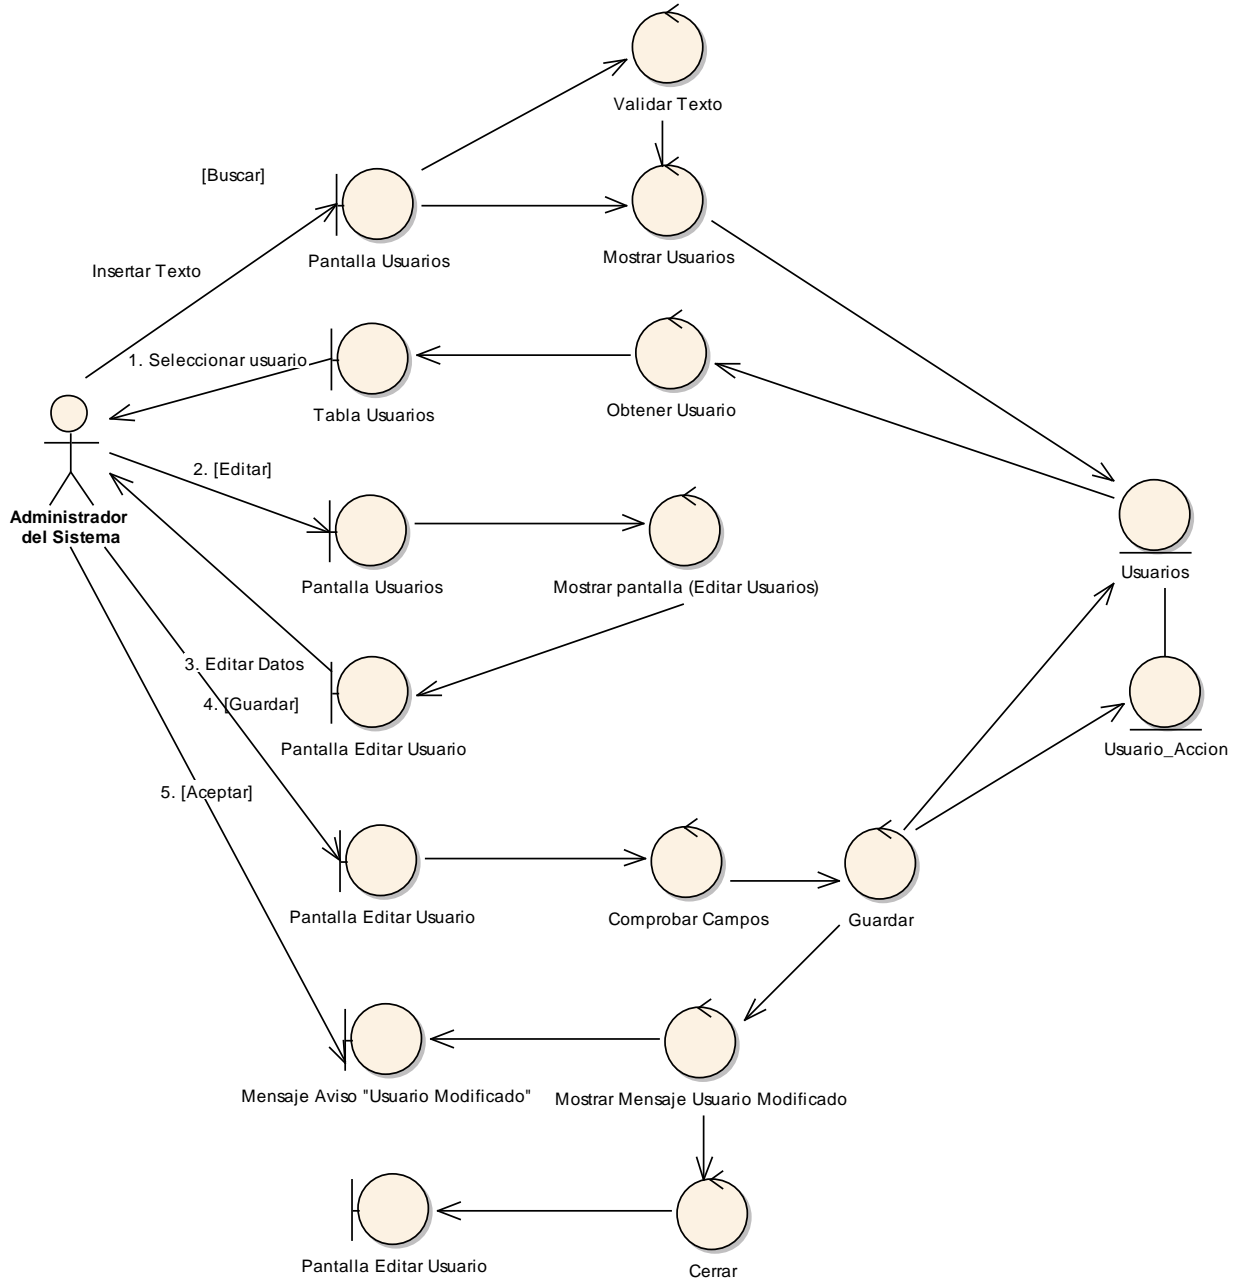 Validar Texto
[Buscar]
Pantalla Usuarios
Mostrar Usuarios
Insertar Texto
1. Seleccionar usuario
Tabla Usuarios
Obtener Usuario
2. [Editar]
Administrador
del Sistema
Pantalla Usuarios
Mostrar pantalla (Editar Usuarios)
Usuarios
3. Editar Datos
4. [Guardar]
Pantalla Editar Usuario
Usuario_Accion
5. [Aceptar]
Pantalla Editar Usuario
Comprobar Campos
Guardar
Mensaje Aviso "Usuario Modificado"
Mostrar Mensaje Usuario Modificado
Pantalla Editar Usuario
Cerrar